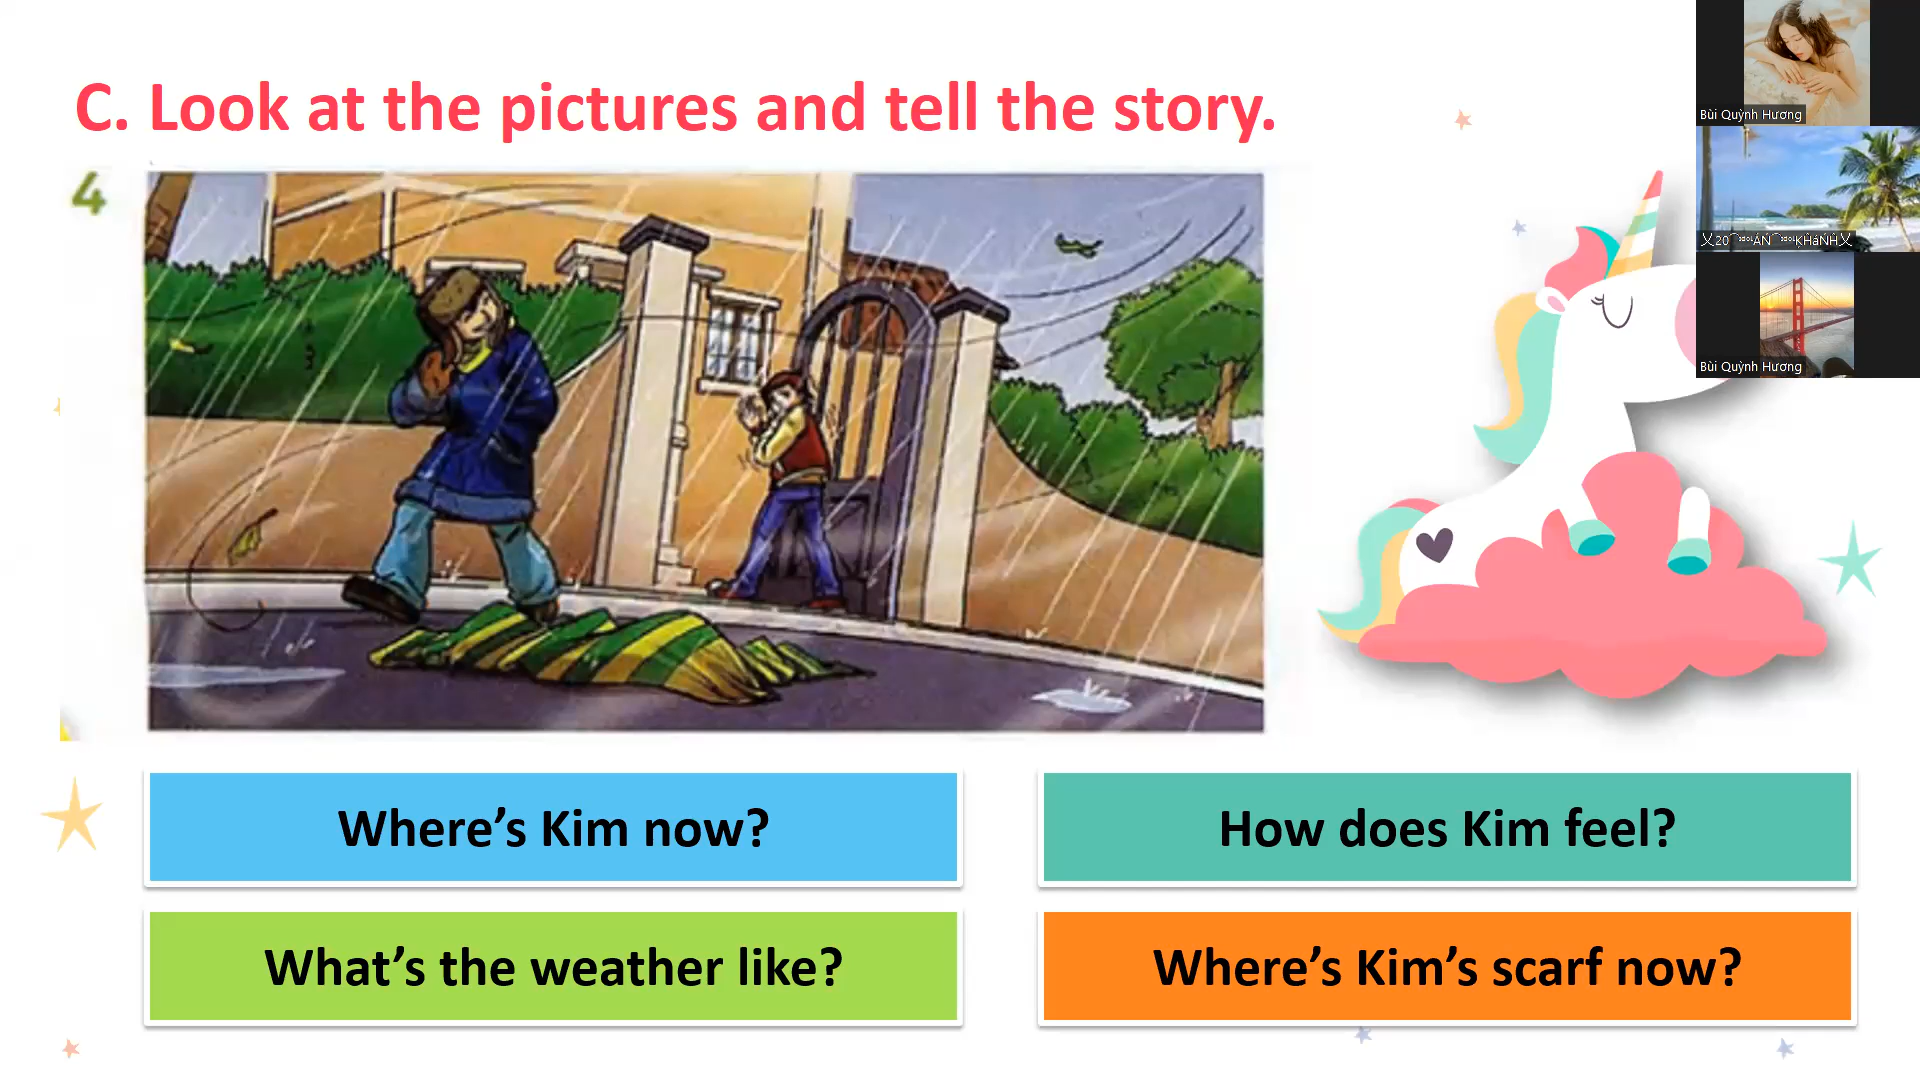 C. Look at the pictures and tell the story.
4
Where's Kim now?
How does Kim feel?
What's the weather like?
Where's Kim's scarf now?
Bùi Quỳnh Hương
Bùi Quỳnh Hương